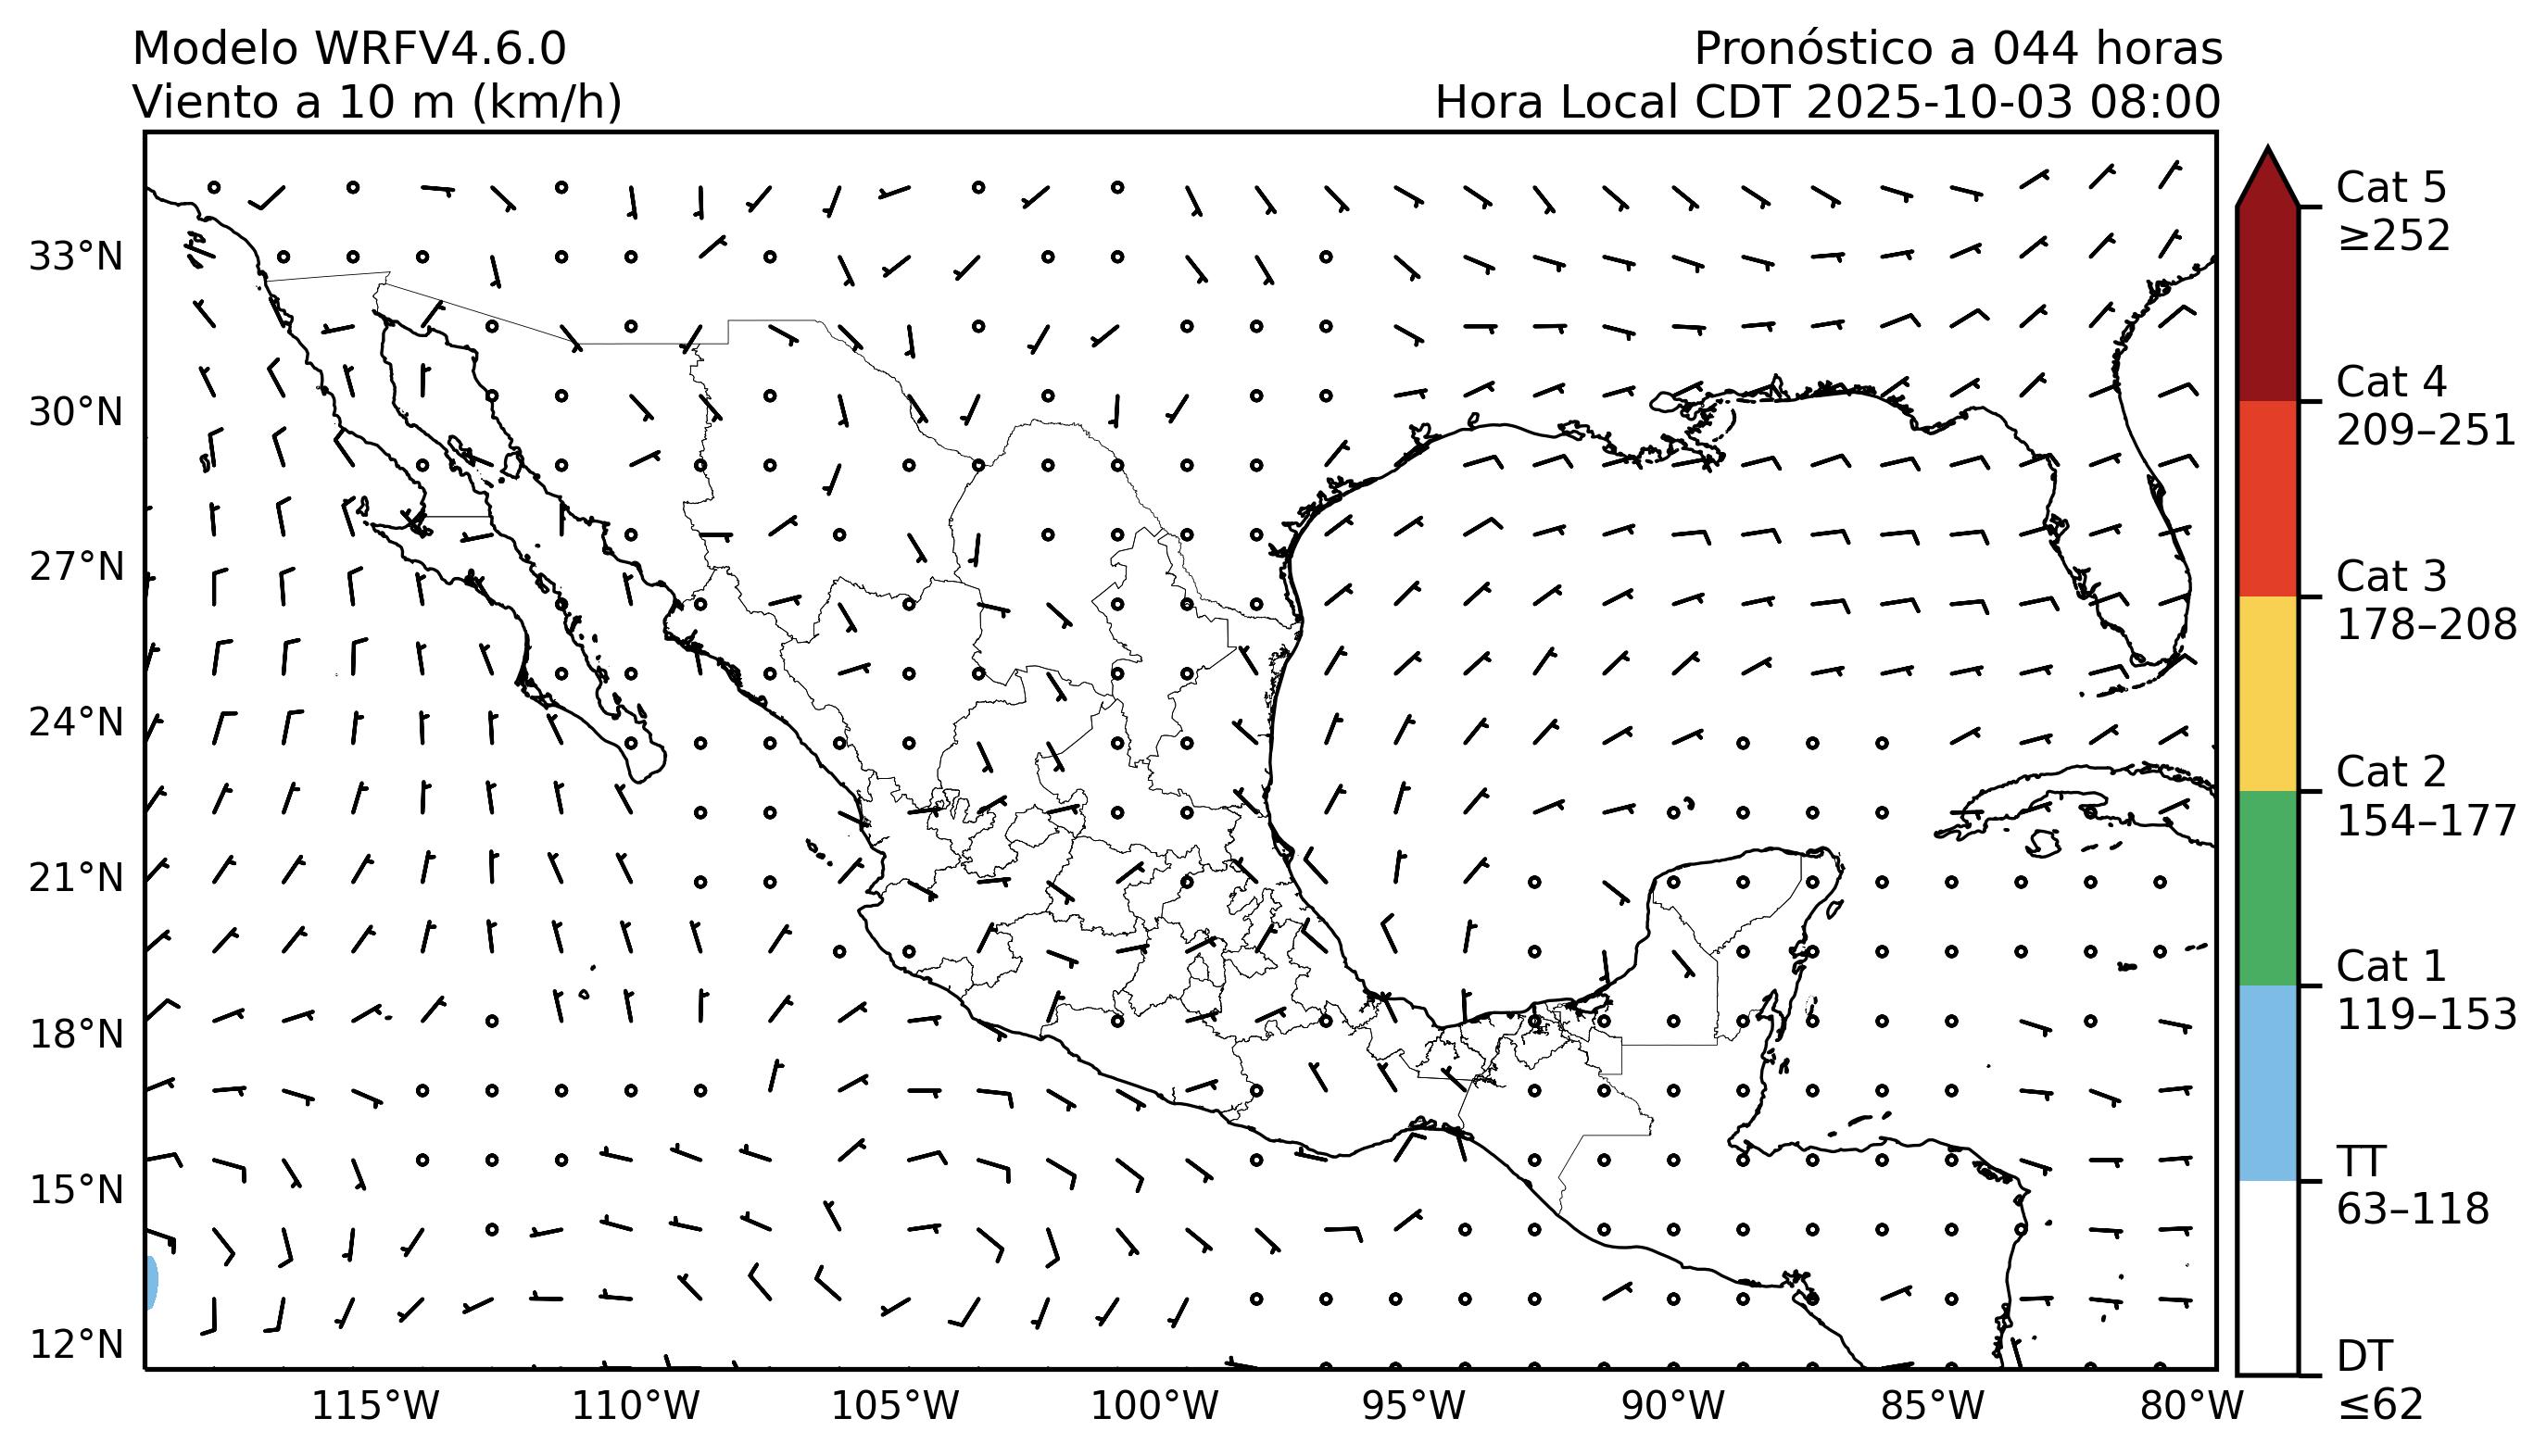 Modelo WRFV4.6.0
Viento a 10 m (km/h)
Pronóstico a 044 horas
Hora Local CDT 2025-10-03 08:00
33°N
30°N
27°N
24°N
21°N
18°N
15°N
12°N
115°W
110°W
105°W
100°W
95°W
90°W
85°W
80°W
Cat 5
≥252
Cat 4
209–251
Cat 3
178–208
Cat 2
154–177
Cat 1
119–153
TT
63–118
DT
≤62